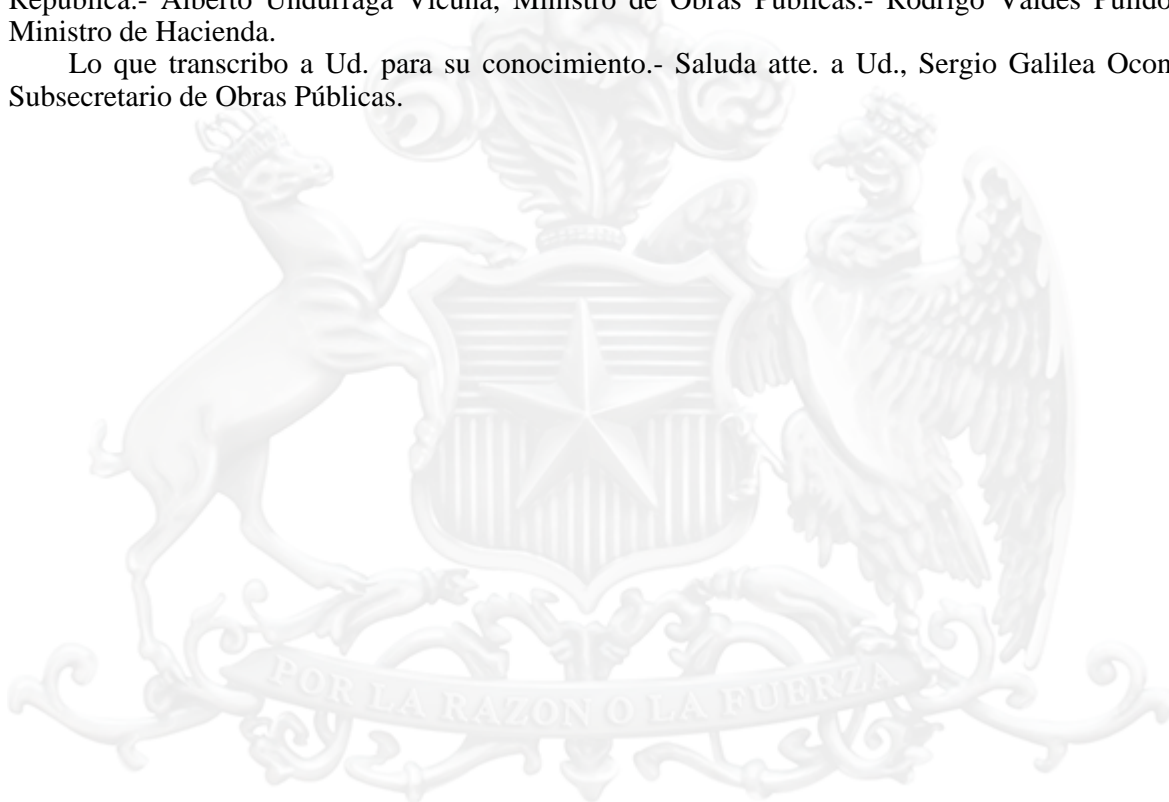 República.- Alberto Undurraga Vicuña, Ministro de Obras Públicas.- Rodrigo Valdés Pulido
Ministro de Hacienda.
Lo que transcribo a Ud. para su conocimiento.- Saluda atte. a Ud., Sergio Galilea Ocon
Subsecretario de Obras Públicas.
POR LA RAZON O LA FUERZA